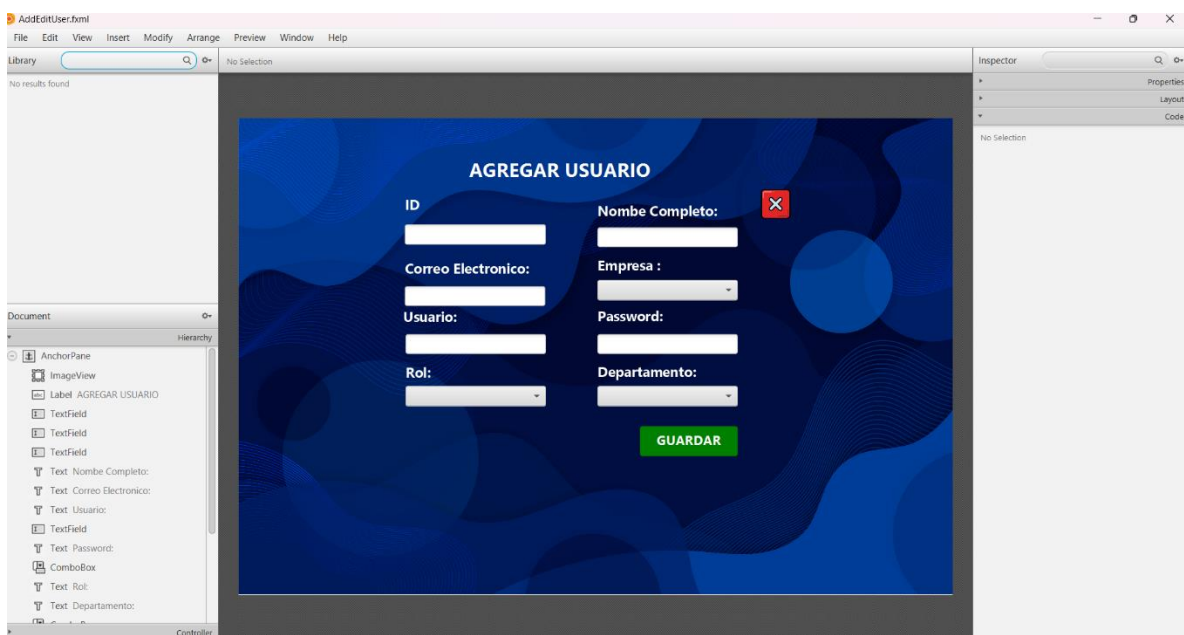 AddEditUser.fxml
File Edit View Insert Modify Arrange Preview Window Help
Library
No Selection
Inspector
No results found
Properties
Layout
Code
No Selection
AGREGAR USUARIO
ID
Nombe Completo:
Correo Electronico:
Empresa :
Usuario:
Password:
Rol:
Departamento:
GUARDAR
Document
Hierarchy
AnchorPane
ImageView
abc Label AGREGAR USUARIO
TextField
TextField
TextField
Text Nombe Completo:
Text Correo Electronico:
Text Usuario:
TextField
Text Password:
ComboBox
Text Rol:
Text Departamento:
Controller